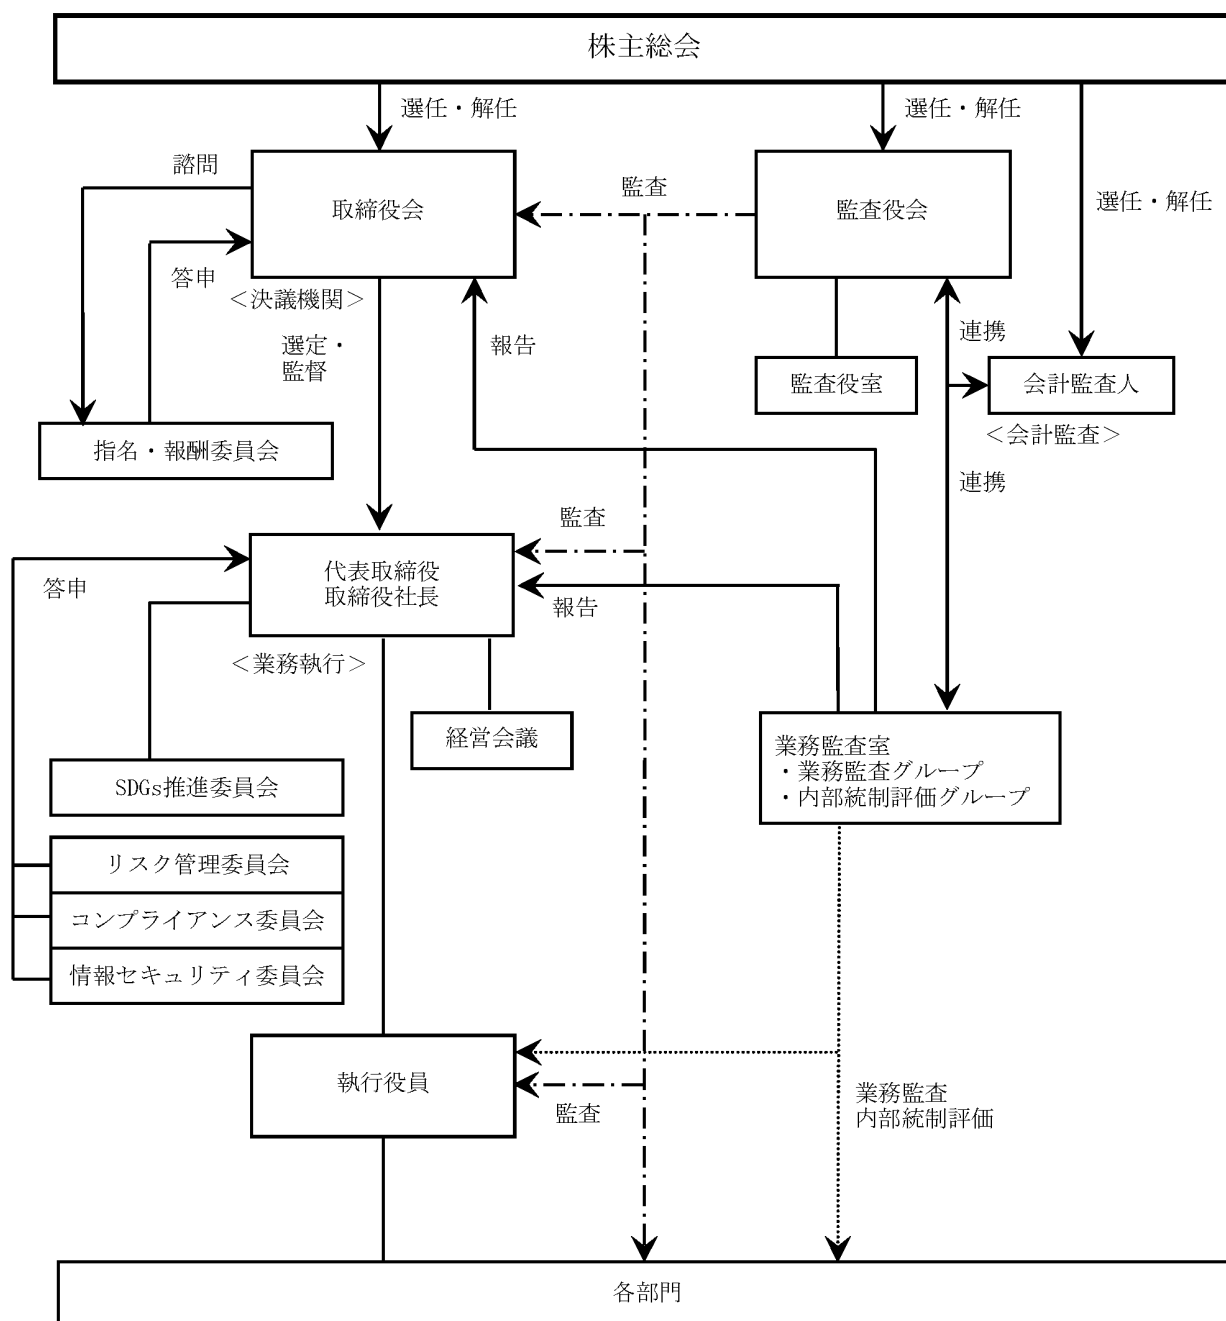 株主総会
選任・解任
選任・解任
選任・解任
諮問
取締役会
監査
監査役会
答申
<決議機関>
選定・
監督
報告
連携
監査役室
会計監査人
<会計監査>
指名・報酬委員会
連携
監査
答申
代表取締役
取締役社長
報告
<業務執行>
経営会議
業務監査室
・業務監査グループ
・内部統制評価グループ
SDGs推進委員会
リスク管理委員会
コンプライアンス委員会
情報セキュリティ委員会
執行役員
監査
業務監査
内部統制評価
各部門